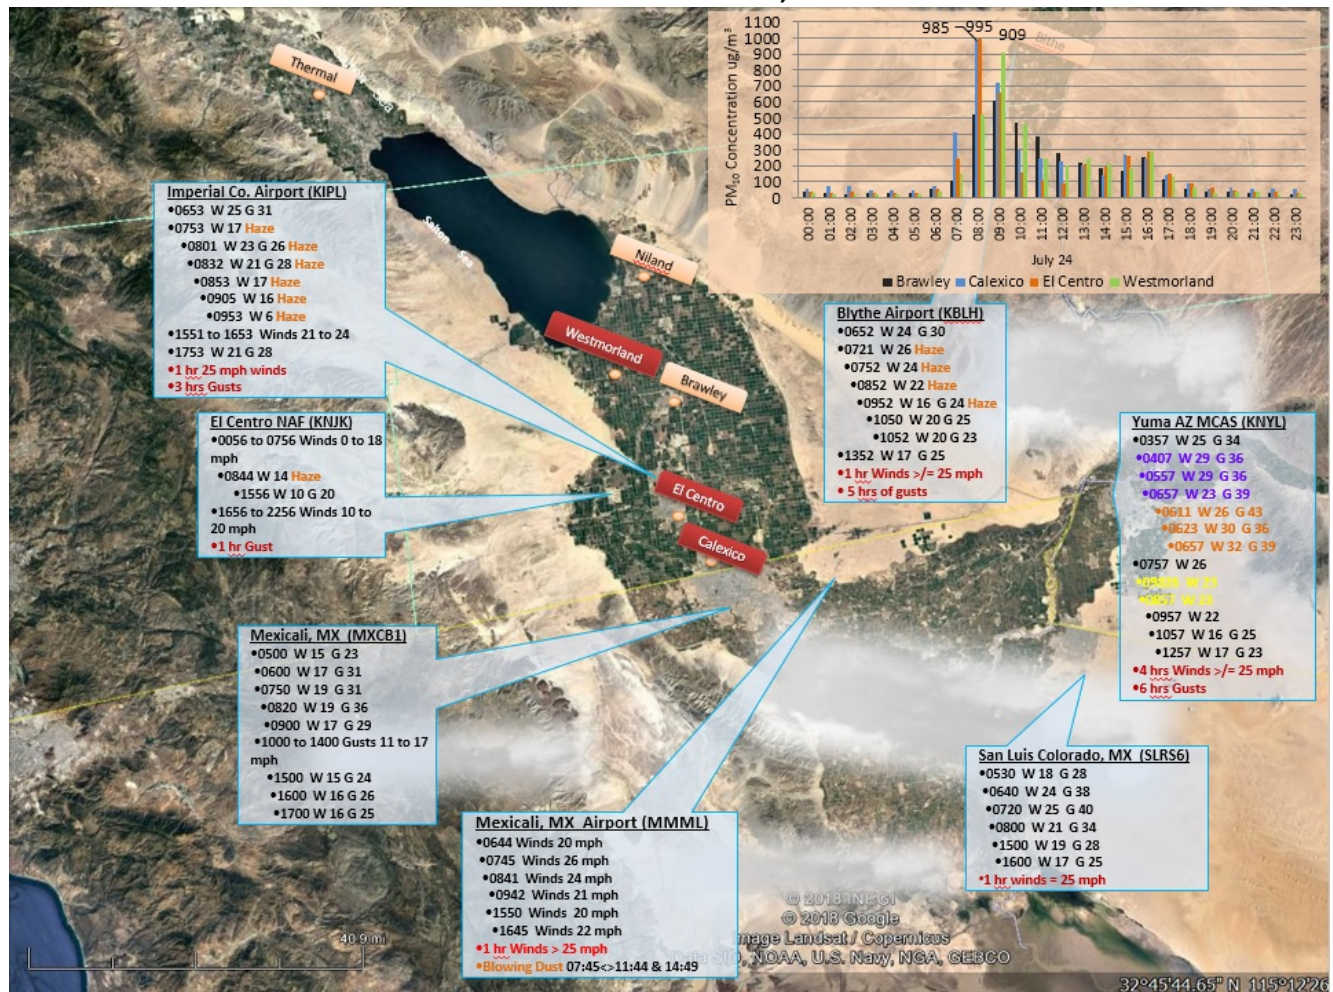 1100
1000
900
800
700
600
500
400
300
200
100
0
PM10 Concentration ug/m³
985
995
909
Blithe
00:00
01:00
02:00
03:00
04:00
05:00
06:00
07:00
08:00
09:00
10:00
11:00
12:00
13:00
14:00
15:00
16:00
17:00
18:00
19:00
20:00
21:00
22:00
23:00
July 24
Brawley Calexico El Centro Westmorland
Thermal
Sea
Salton Sea
Niland
Westmorland
Brawley
El Centro
Calexico
Imperial Co. Airport (KIPL)
•0653 W 25 G 31
•0753 W 17 Haze
•0801 W 23 G 26 Haze
•0832 W 21 G 28 Haze
•0853 W 17 Haze
•0905 W 16 Haze
•0953 W 6 Haze
•1551 to 1653 Winds 21 to 24
•1753 W 21 G 28
•1 hr 25 mph winds
•3 hrs Gusts
El Centro NAF (KNJK)
•0056 to 0756 Winds 0 to 18
mph
•0844 W 14 Haze
•1556 W 10 G 20
•1656 to 2256 Winds 10 to
20 mph
•1 hr Gust
Blythe Airport (KBLH)
•0652 W 24 G 30
•0721 W 26 Haze
•0752 W 24 Haze
•0852 W 22 Haze
•0952 W 16 G 24 Haze
•1050 W 20 G 25
•1052 W 20 G 23
•1352 W 17 G 25
•1 hr Winds >/= 25 mph
• 5 hrs of gusts
Yuma AZ MCAS (KNYL)
•0357 W 25 G 34
•0407 W 29 G 36
•0557 W 29 G 36
•0657 W 23 G 39
•0611 W 26 G 43
•0623 W 30 G 36
•0657 W 32 G 39
•0757 W 26
W 23
•0857 W 23
•0957 W 22
•1057 W 16 G 25
•1257 W 17 G 23
•4 hrs Winds >/= 25 mph
•6 hrs Gusts
Mexicali, MX (MXCB1)
•0500 W 15 G 23
•0600 W 17 G 31
•0750 W 19 G 31
•0820 W 19 G 36
•0900 W 17 G 29
•1000 to 1400 Gusts 11 to 17
mph
•1500 W 15 G 24
•1600 W 16 G 26
•1700 W 16 G 25
Mexicali, MX Airport (MMML)
•0644 Winds 20 mph
•0745 Winds 26 mph
•0841 Winds 24 mph
•0942 Winds 21 mph
•1550 Winds 20 mph
•1645 Winds 22 mph
•1 hr Winds > 25 mph
•Blowing Dust 07:45<>11:44 & 14:49
San Luis Colorado, MX (SLRS6)
•0530 W 18 G 28
•0640 W 24 G 38
•0720 W 25 G 40
•0800 W 21 G 34
•1500 W 19 G 28
•1600 W 17 G 25
•1 hr winds = 25 mph
40.9 mi
© 2018 INEGI
© 2018 Google
mage Landsat / Copernicus
SIO, NOAA, U.S. Navy, NGA, GEBCO
32°45'44.65" N 115°12'26